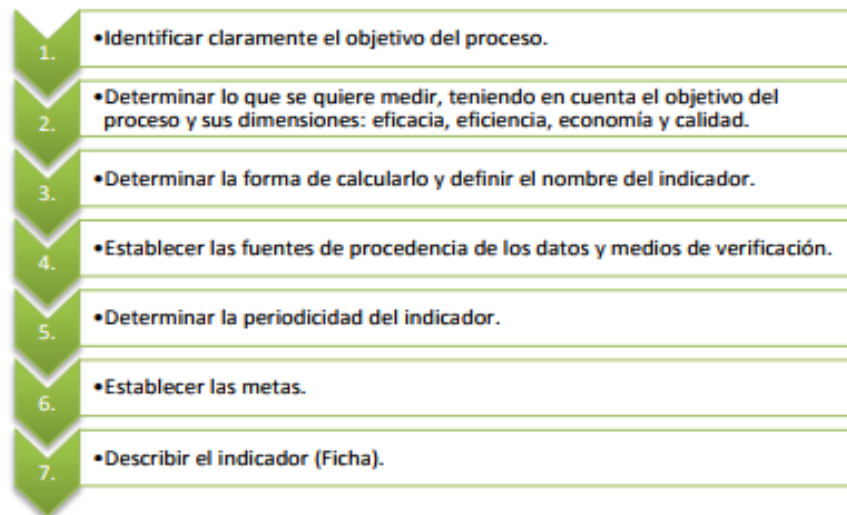 1.
•Identificar claramente el objetivo del proceso.
2.
•Determinar lo que se quiere medir, teniendo en cuenta el objetivo del
proceso y sus dimensiones: eficacia, eficiencia, economía y calidad.
3.
•Determinar la forma de calcularlo y definir el nombre del indicador.
4.
•Establecer las fuentes de procedencia de los datos y medios de verificación.
5.
•Determinar la periodicidad del indicador.
6.
•Establecer las metas.
7.
•Describir el indicador (Ficha).